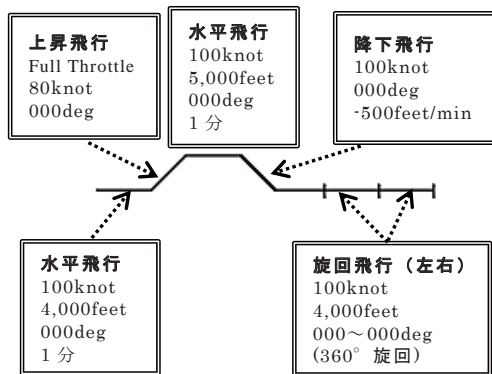 上昇飛行
Full Throttle
80knot
000deg
水平飛行
100knot
5,000feet
000deg
1 分
降下飛行
100knot
000deg
-500feet/min
水平飛行
100knot
4,000feet
000deg
1 分
旋回飛行（左右）
100knot
4,000feet
000～000deg
(360° 旋回)